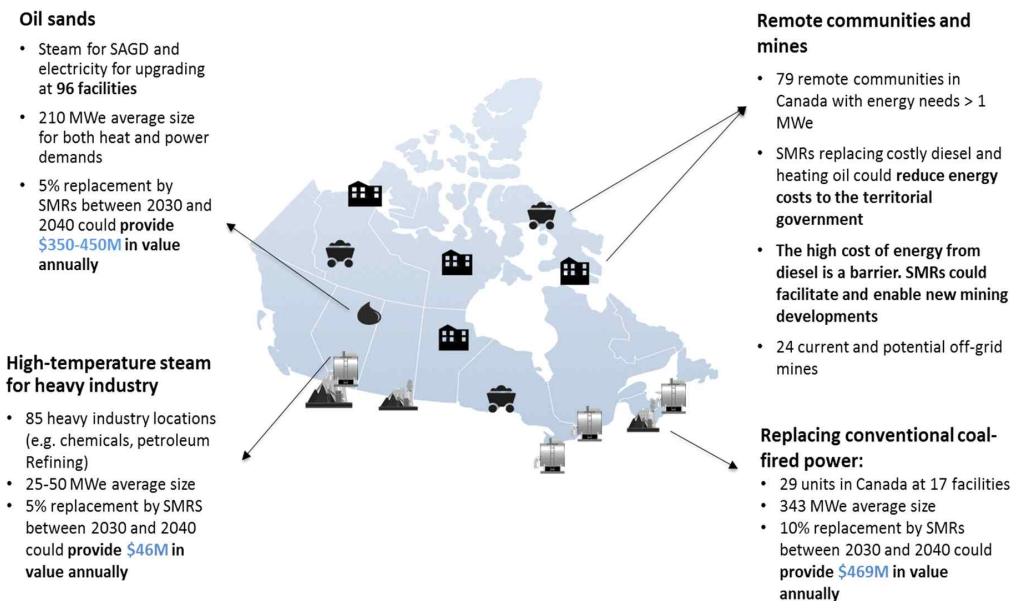 Oil sands
• Steam for SAGD and
electricity for upgrading
at 96 facilities
• 210 MWe average size
for both heat and power
demands
• 5% replacement by
SMRs between 2030 and
2040 could provide
$350-450M in value
annually
High-temperature steam
for heavy industry
• 85 heavy industry locations
(e.g. chemicals, petroleum
Refining)
• 25-50 MWe average size
• 5% replacement by SMRS
between 2030 and 2040
could provide $46M in
value annually
Remote communities and
mines
• 79 remote communities in
Canada with energy needs > 1
MWe
• SMRs replacing costly diesel and
heating oil could reduce energy
costs to the territorial
government
• The high cost of energy from
diesel is a barrier. SMRs could
facilitate and enable new mining
developments
• 24 current and potential off-grid
mines
Replacing conventional coal-
fired power:
• 29 units in Canada at 17 facilities
• 343 MWe average size
• 10% replacement by SMRs
between 2030 and 2040 could
provide $469M in value
annually